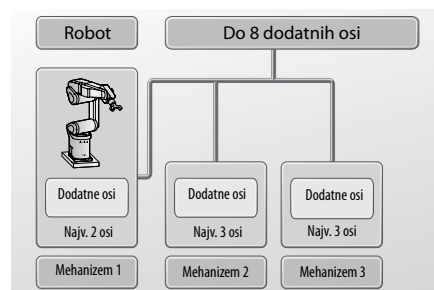 Robot
Do 8 dodatnih osi
Dodatne osi
Najv. 2 osi
Mehanizem 1
Dodatne osi
Najv. 3 osi
Mehanizem 2
Dodatne osi
Najv. 3 osi
Mehanizem 3